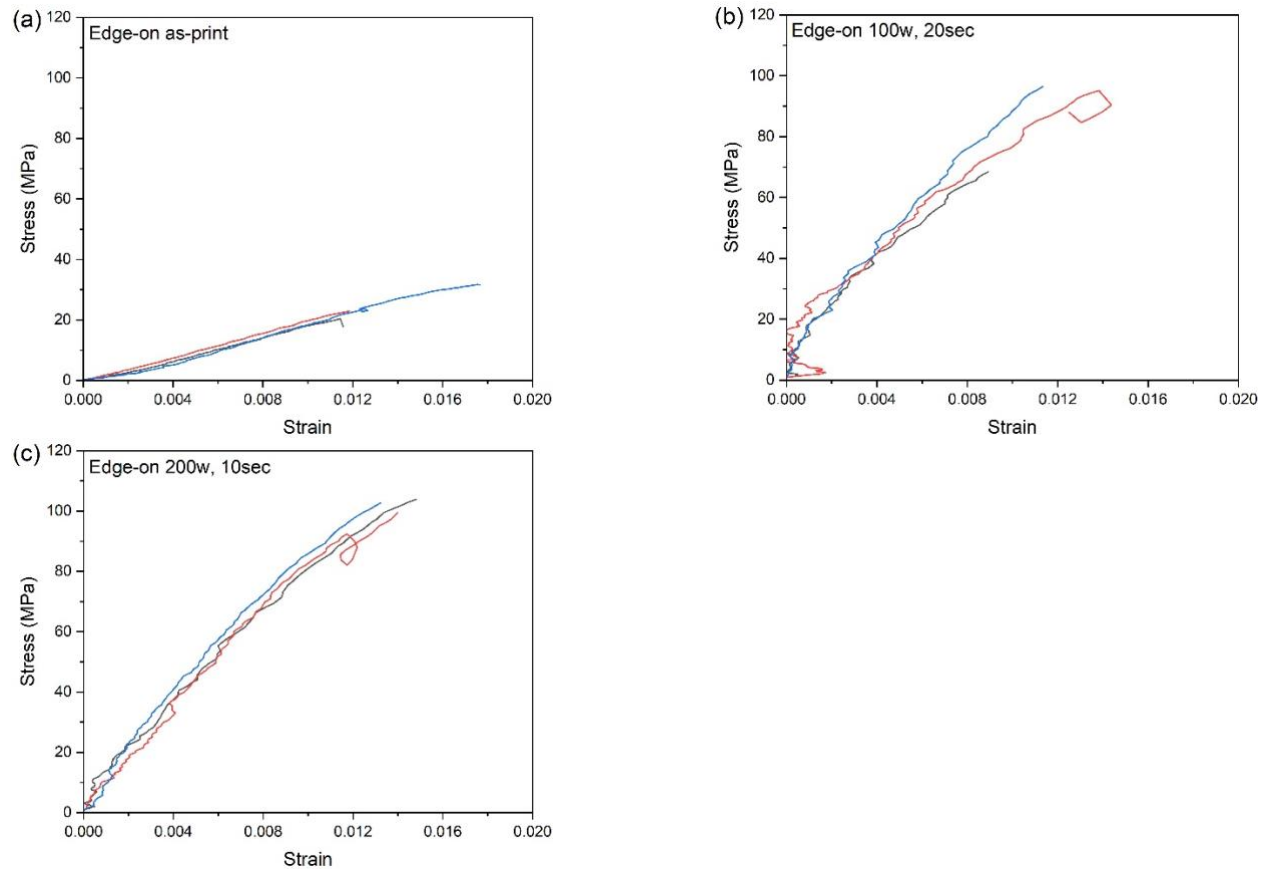 (a)
Edge-on as-print
120
100
80
60
40
20
0
Stress (MPa)
0.000 0.004 0.008 0.012 0.016 0.020
Strain
(b)
Edge-on 100w, 20sec
120
100
80
60
40
20
0
Stress (MPa)
0.000 0.004 0.008 0.012 0.016 0.020
Strain
(c)
Edge-on 200w, 10sec
120
100
80
60
40
20
0
Stress (MPa)
0.000 0.004 0.008 0.012 0.016 0.020
Strain